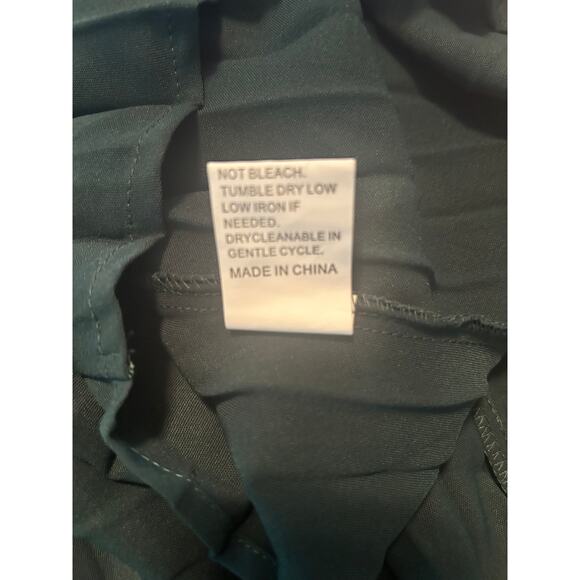 NOT BLEACH.
TUMBLE DRY LOW
LOW IRON IF
NEEDED.
DRYCLEANABLE IN
GENTLE CYCLE.
MADE IN CHINA